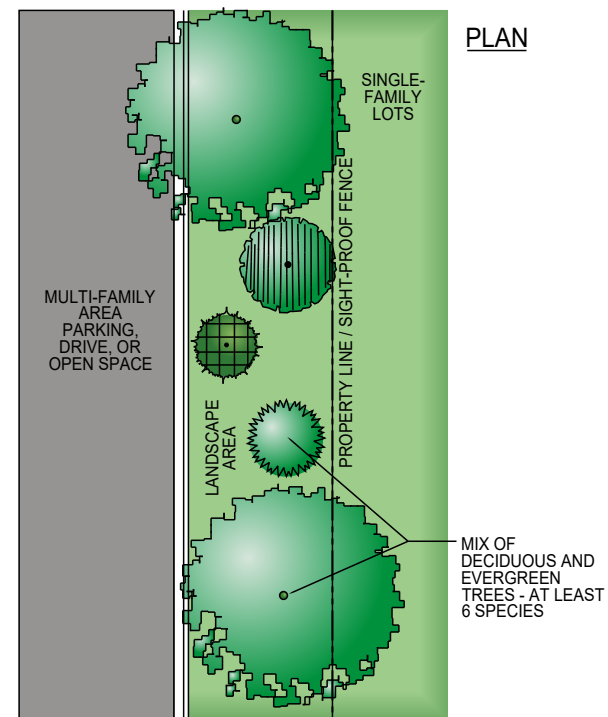 PLAN
SINGLE-
FAMILY
LOTS
PROPERTY LINE / SIGHT-PROOF FENCE
MULTI-FAMILY
AREA
PARKING,
DRIVE, OR
OPEN SPACE
LANDSCAPE
AREA
MIX OF
DECIDUOUS AND
EVERGREEN
TREES - AT LEAST
6 SPECIES